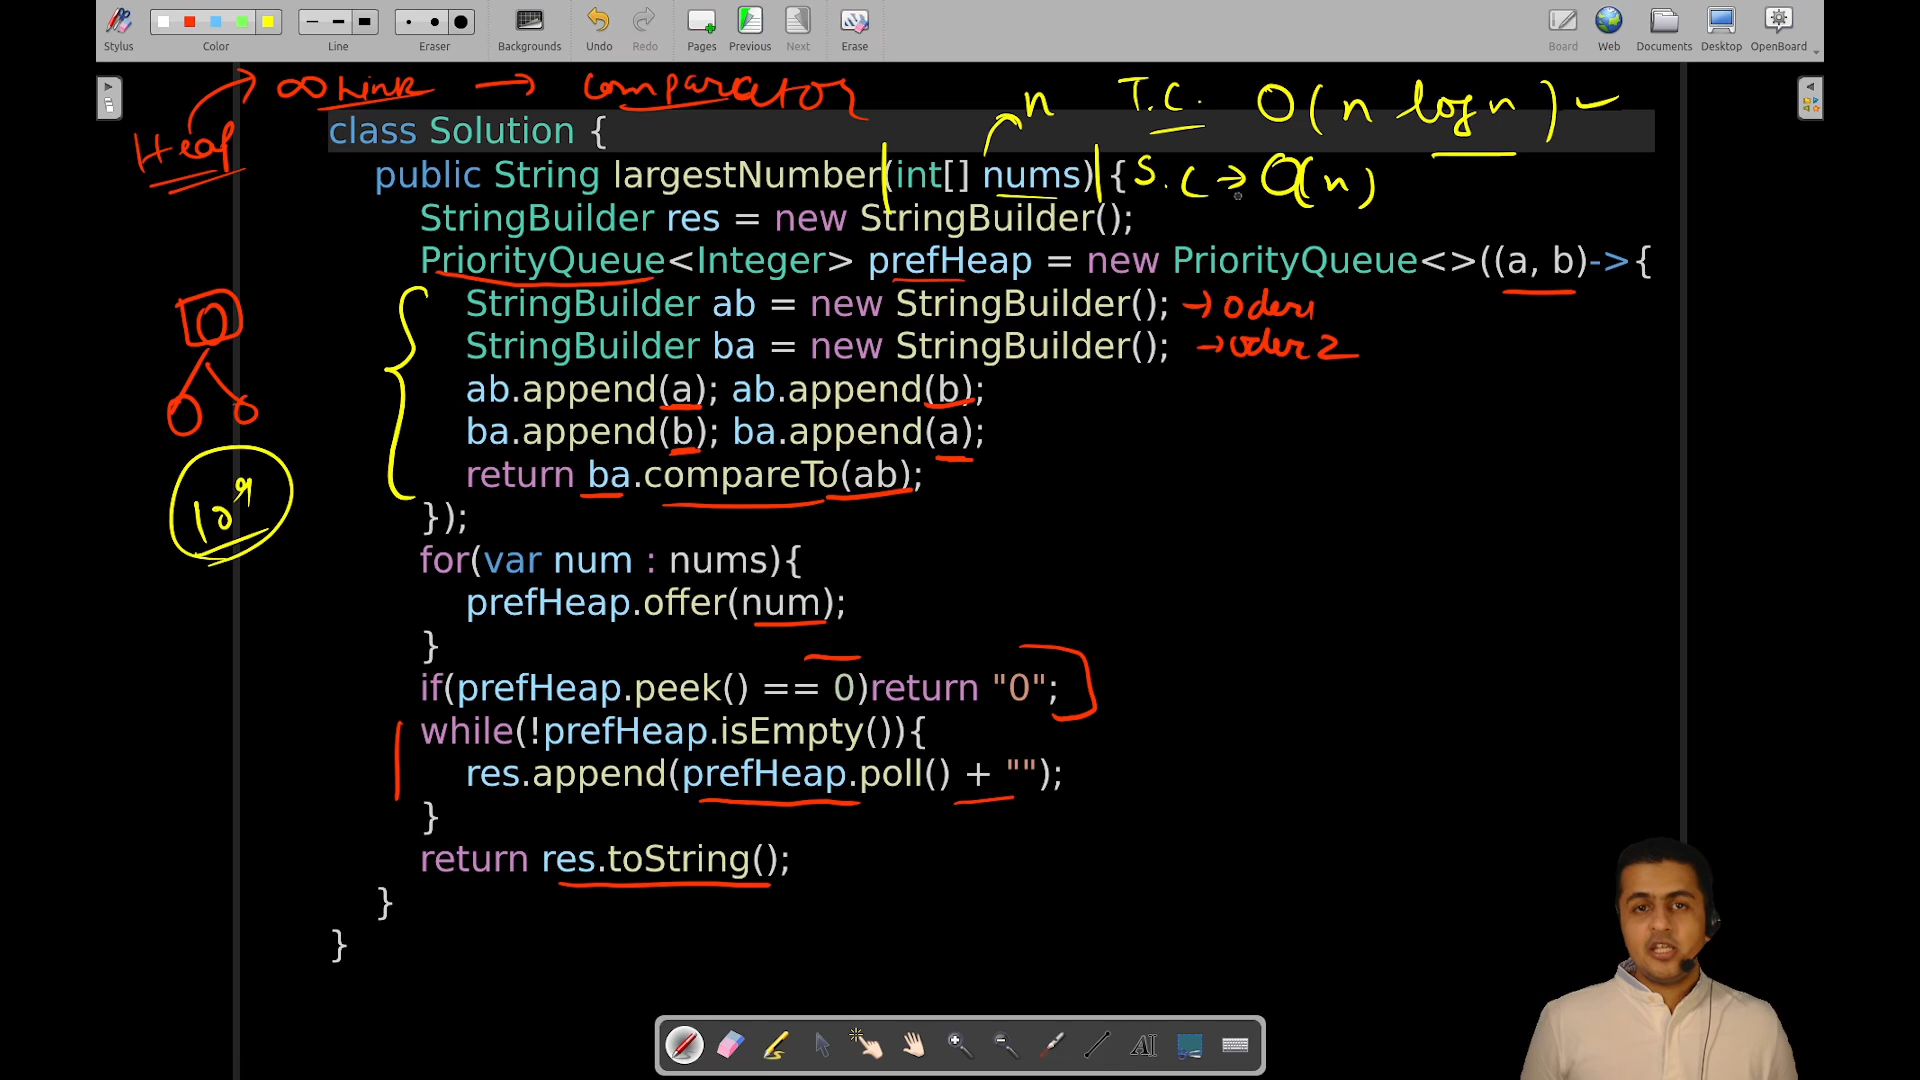 Stylus Color Line Eraser Backgrounds Undo Redo Pages Previous Next Erase Board Web Documents Desktop OpenBoard
∞ Link → comparator
Heap
n T.C. O(n log n)
class Solution {
public String largestNumber(int[] nums) { S.C → O(n)
StringBuilder res = new StringBuilder();
PriorityQueue<Integer> prefHeap = new PriorityQueue<>((a, b)->{
StringBuilder ab = new StringBuilder(); → oder1
StringBuilder ba = new StringBuilder(); → oder 2
ab.append(a); ab.append(b);
ba.append(b); ba.append(a);
return ba.compareTo(ab);
10^9
});
for(var num : nums){
prefHeap.offer(num);
}
if(prefHeap.peek() == 0)return "0";
while(!prefHeap.isEmpty()){
res.append(prefHeap.poll() + "");
}
return res.toString();
}
}